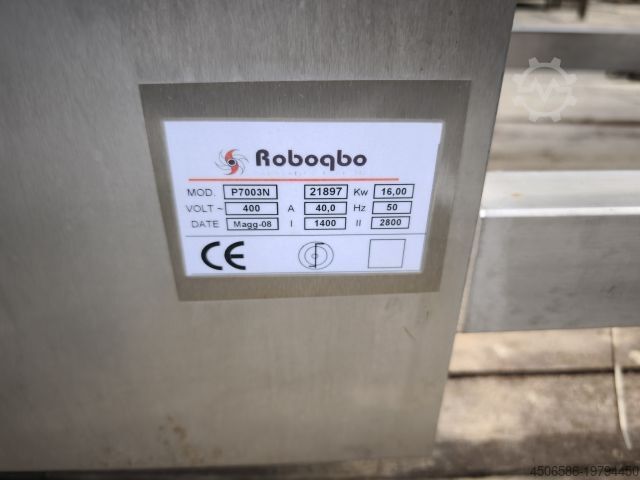 Roboqbo
MOD. P7003N 21897 Kw 16,00
VOLT ~ 400 A 40,0 Hz 50
DATE Magg-08 I 1400 II 2800
CE
4506586-19794450